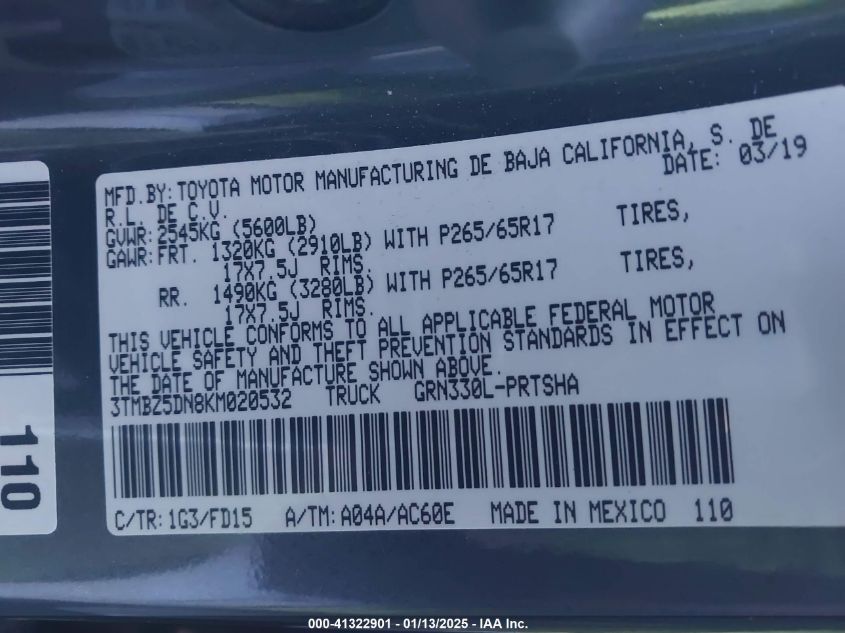 MFD.BY: TOYOTA MOTOR MANUFACTURING DE BAJA CALIFORNIA, S. DE
R.L. DE C.V. DATE: 03/19
GVWR: 2545KG (5600LB)
GAWR: FRT. 1320KG (2910LB) WITH P265/65R17 TIRES,
17X7.5J RIMS.
RR. 1490KG (3280LB) WITH P265/65R17 TIRES,
17X7.5J RIMS.
THIS VEHICLE CONFORMS TO ALL APPLICABLE FEDERAL MOTOR
VEHICLE SAFETY AND THEFT PREVENTION STANDARDS IN EFFECT ON
THE DATE OF MANUFACTURE SHOWN ABOVE.
3TMBZ5DN8KM020532 TRUCK GRN330L-PRTSHA
C/TR: 1G3/FD15 A/TM: A04A/AC60E MADE IN MEXICO 110
110
000-41322901 - 01/13/2025 - IAA Inc.